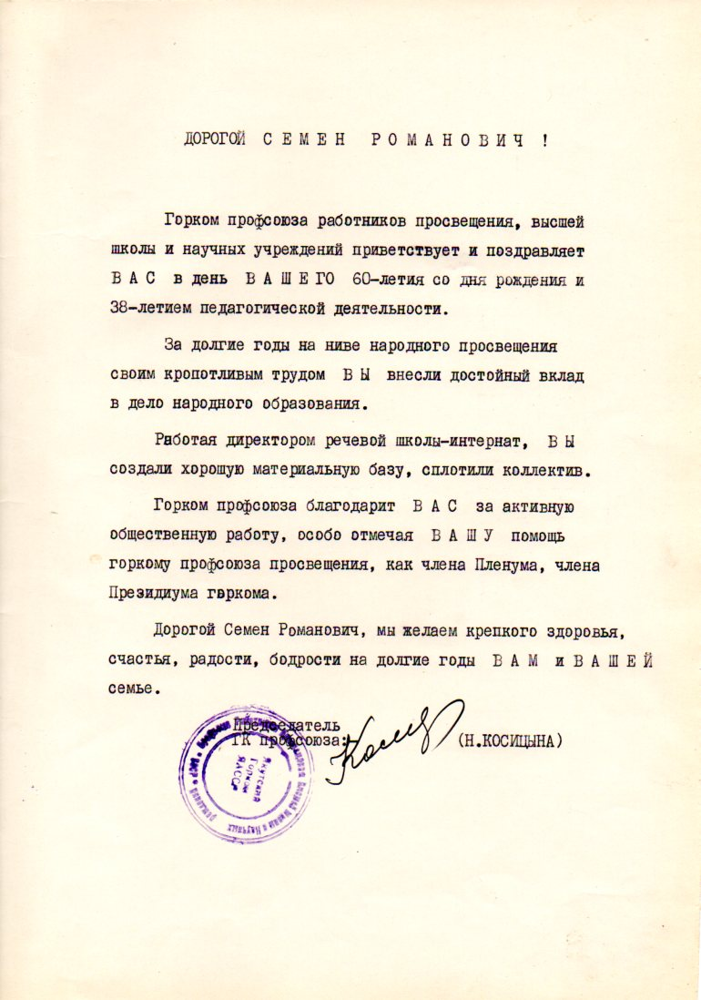 ДОРОГОЙ С Е М Е Н Р О М А Н О В И Ч !
Горком профсоюза работников просвещения, высшей
школы и научных учреждений приветствует и поздравляет
В А С в день В А Ш Е Г О 60-летия со дня рождения и
38-летием педагогической деятельности.
За долгие годы на ниве народного просвещения
своим кропотливым трудом В Ы внесли достойный вклад
в дело народного образования.
Работая директором речевой школы-интернат, В Ы
создали хорошую материальную базу, сплотили коллектив.
Горком профсоюза благодарит В А С за активную
общественную работу, особо отмечая В А Ш У помощь
горкому профсоюза просвещения, как члена Пленума, члена
Президиума горкома.
Дорогой Семен Романович, мы желаем крепкого здоровья,
счастья, радости, бодрости на долгие годы В А М и В А Ш Е Й
семье.
Председатель
ГК профсоюза:
(Н.КОСИЦЫНА)
Якутский
Горком
ЯАССР